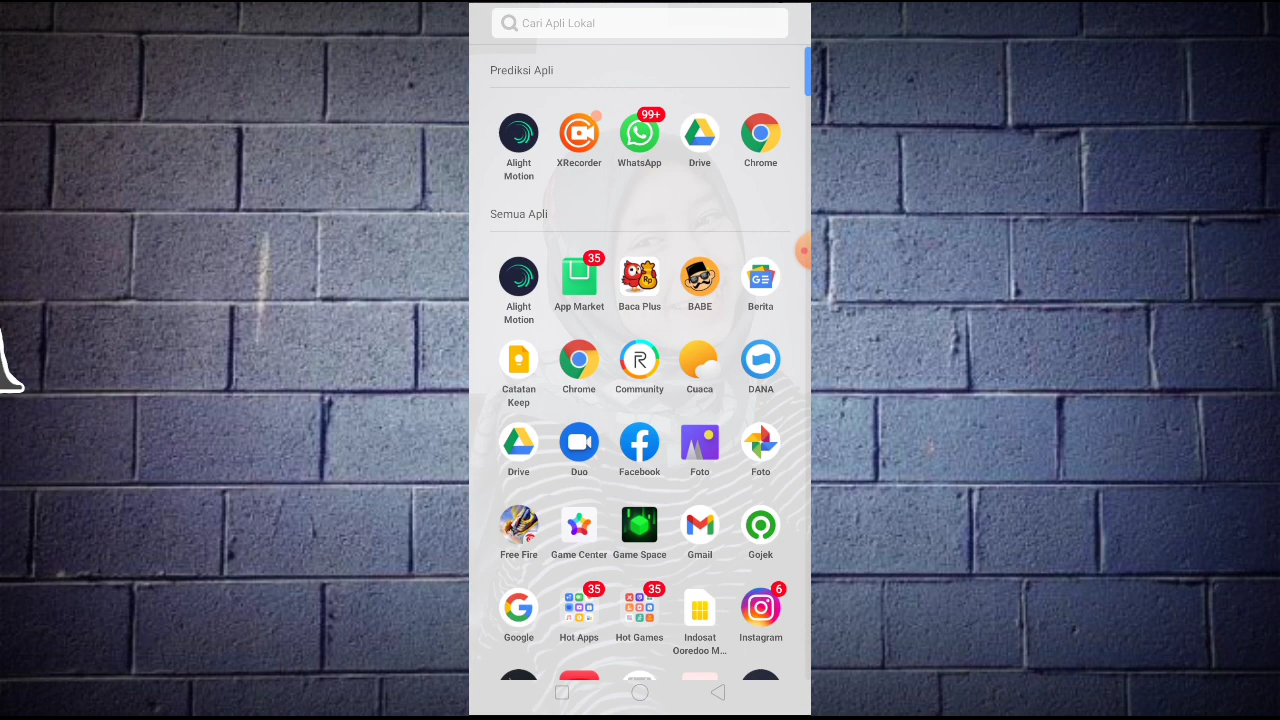 Cari Apli Lokal
Prediksi Apli
99+
Alight Motion
XRecorder
WhatsApp
Drive
Chrome
Semua Apli
35
Alight Motion
App Market
Baca Plus
BABE
Berita
Catatan Keep
Chrome
Community
Cuaca
DANA
Drive
Duo
Facebook
Foto
Foto
Free Fire
Game Center
Game Space
Gmail
Gojek
35
35
6
Google
Hot Apps
Hot Games
Indosat Ooredoo M...
Instagram